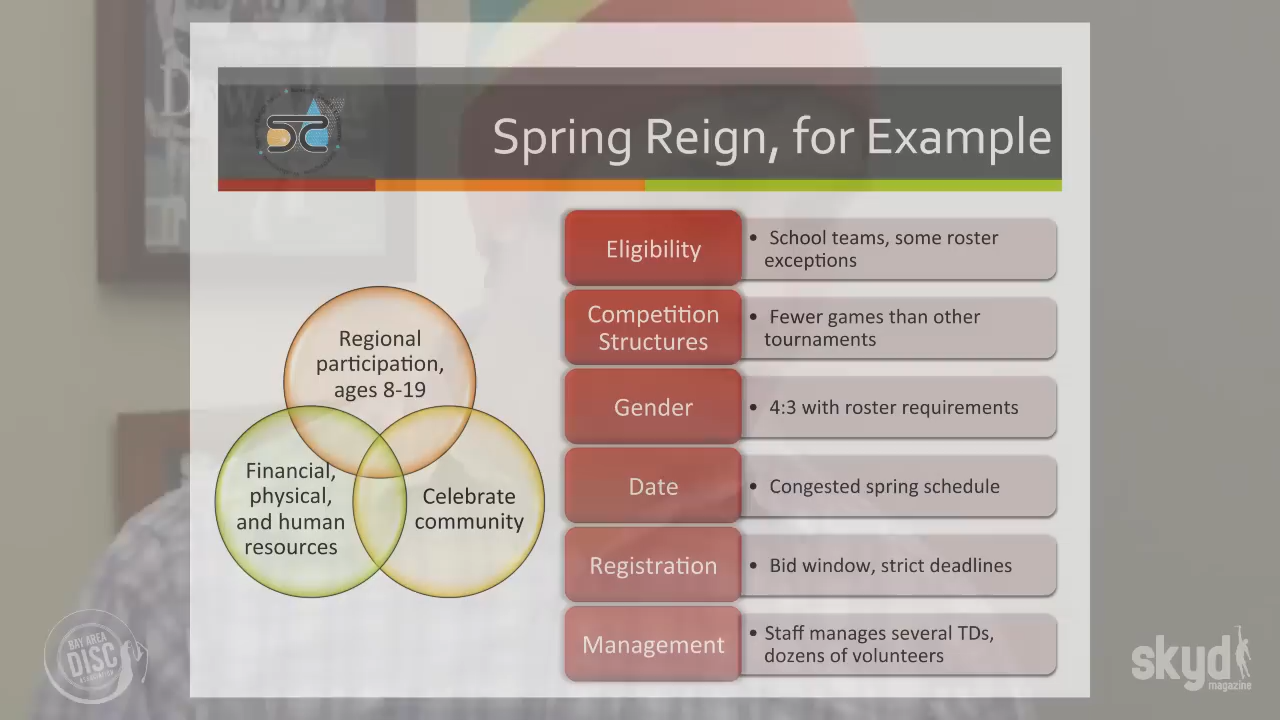 Spring Reign, for Example
Regional
participation,
ages 8-19
Financial,
physical,
and human
resources
Celebrate
community
Eligibility
• School teams, some roster
exceptions
Competition
Structures
• Fewer games than other
tournaments
Gender
• 4:3 with roster requirements
Date
• Congested spring schedule
Registration
• Bid window, strict deadlines
Management
• Staff manages several TDs,
dozens of volunteers
BAY AREA
DISC
ASSOCIATION
skyd
magazine